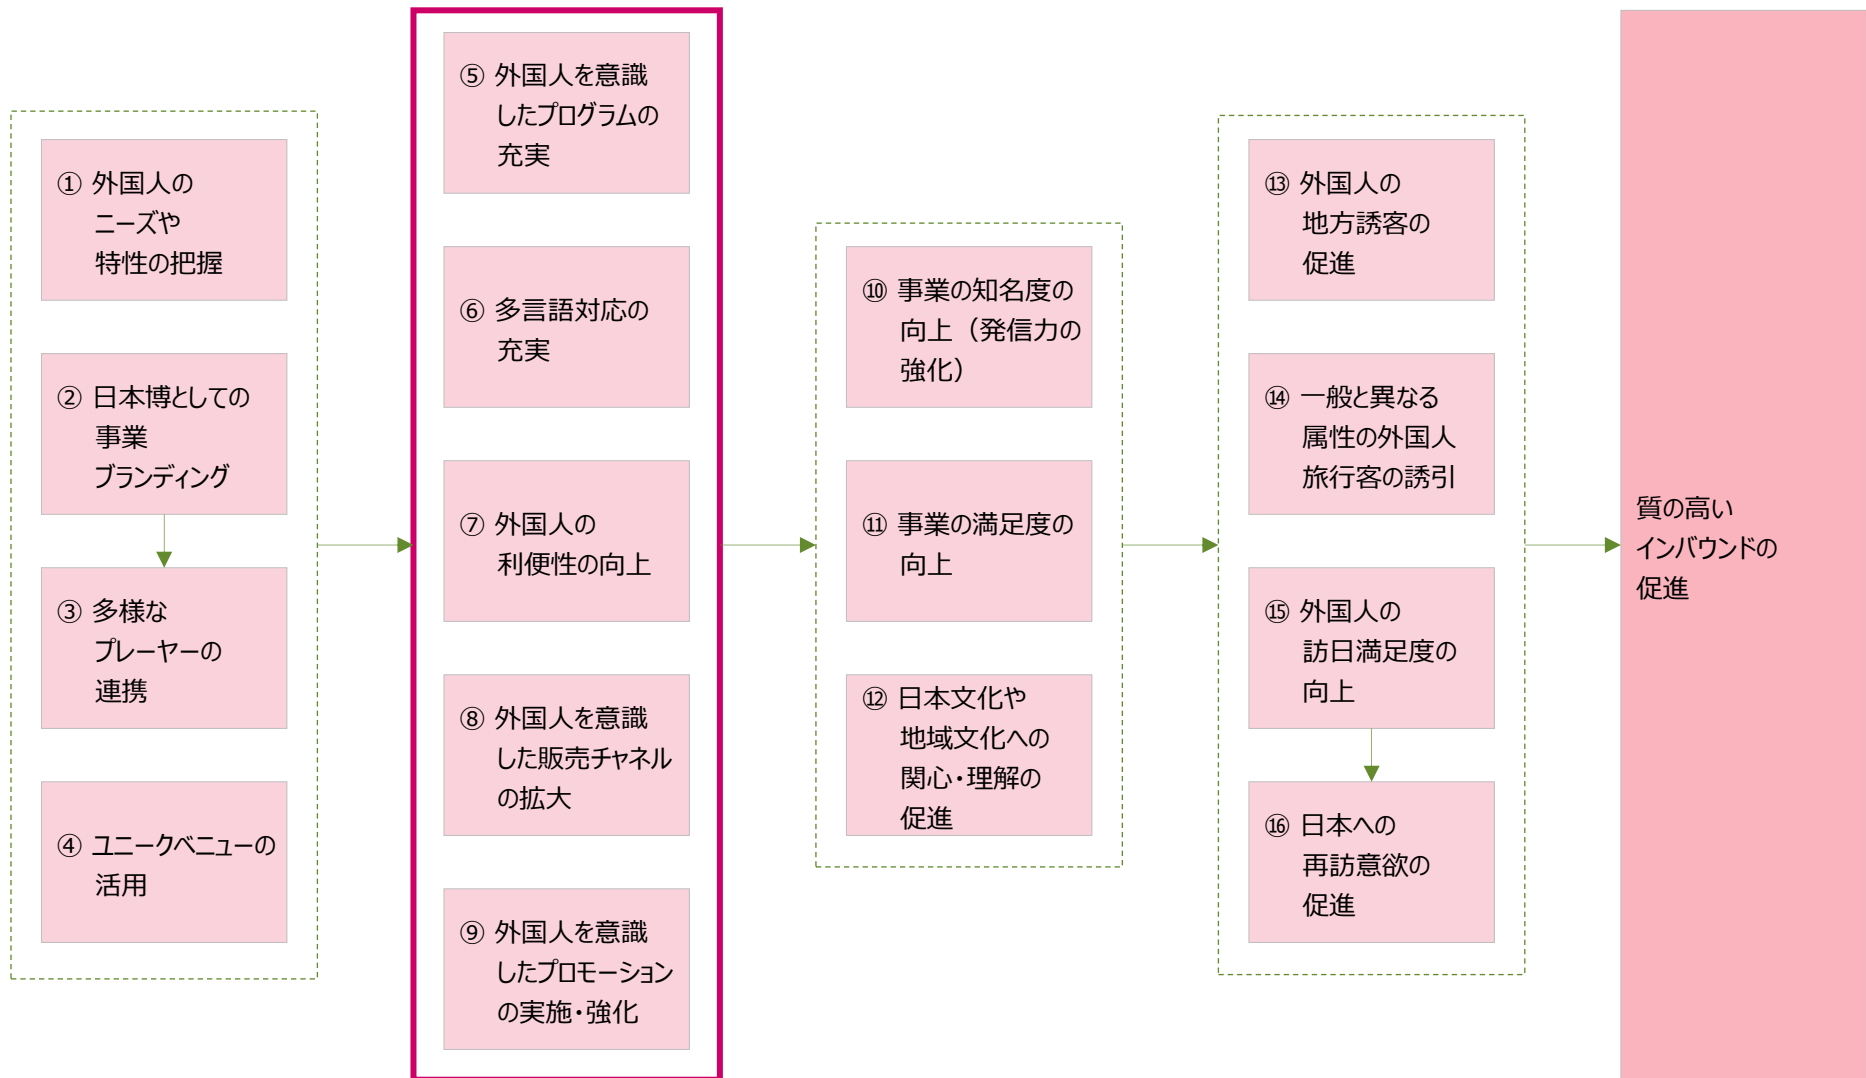 ① 外国人の
ニーズや
特性の把握
② 日本博としての
事業
ブランディング
③ 多様な
プレーヤーの
連携
④ ユニークベニューの
活用
⑤ 外国人を意識
したプログラムの
充実
⑥ 多言語対応の
充実
⑦ 外国人の
利便性の向上
⑧ 外国人を意識
した販売チャネル
の拡大
⑨ 外国人を意識
したプロモーション
の実施・強化
⑩ 事業の知名度の
向上（発信力の
強化）
⑪ 事業の満足度の
向上
⑫ 日本文化や
地域文化への
関心・理解の
促進
⑬ 外国人の
地方誘客の
促進
⑭ 一般と異なる
属性の外国人
旅行客の誘引
⑮ 外国人の
訪日満足度の
向上
⑯ 日本への
再訪意欲の
促進
質の高い
インバウンドの
促進